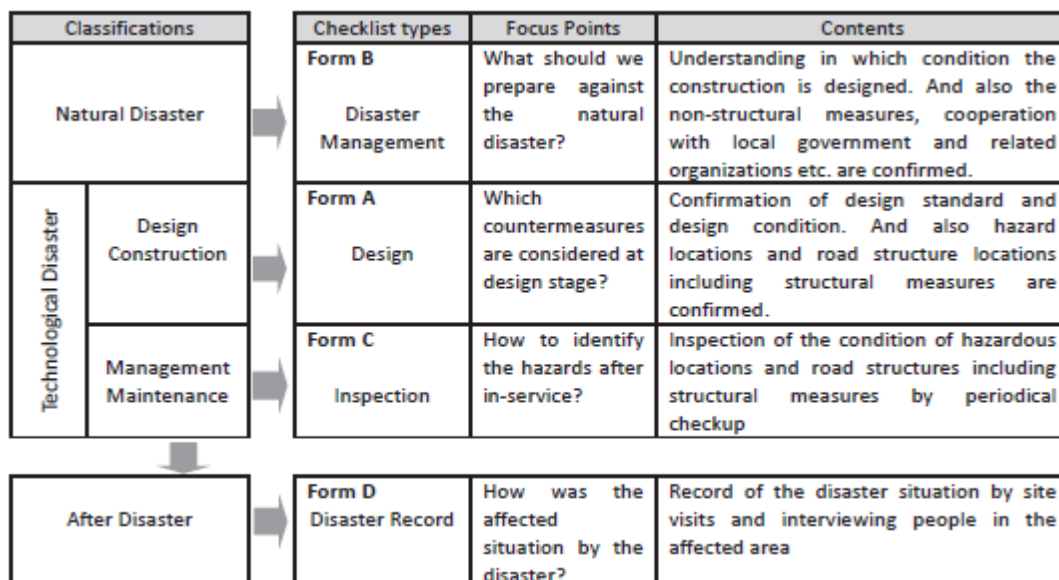 Classifications
Checklist types
Focus Points
Contents
Natural Disaster
Form B
Disaster
Management
What should we
prepare against
the natural
disaster?
Understanding in which condition the
construction is designed. And also the
non-structural measures, cooperation
with local government and related
organizations etc. are confirmed.
Technological Disaster
Design
Construction
Form A
Design
Which
countermeasures
are considered at
design stage?
Confirmation of design standard and
design condition. And also hazard
locations and road structure locations
including structural measures are
confirmed.
Management
Maintenance
Form C
Inspection
How to identify
the hazards after
in-service?
Inspection of the condition of hazardous
locations and road structures including
structural measures by periodical
checkup
After Disaster
Form D
Disaster Record
How was the
affected
situation by the
disaster?
Record of the disaster situation by site
visits and interviewing people in the
affected area